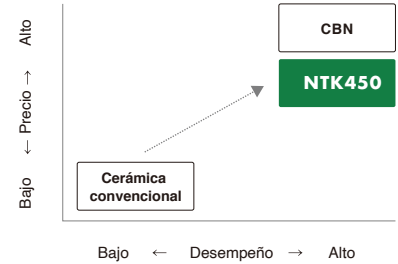 CBN
NTK450
Cerámica
convencional
Bajo ← Precio → Alto
Bajo ← Desempeño → Alto